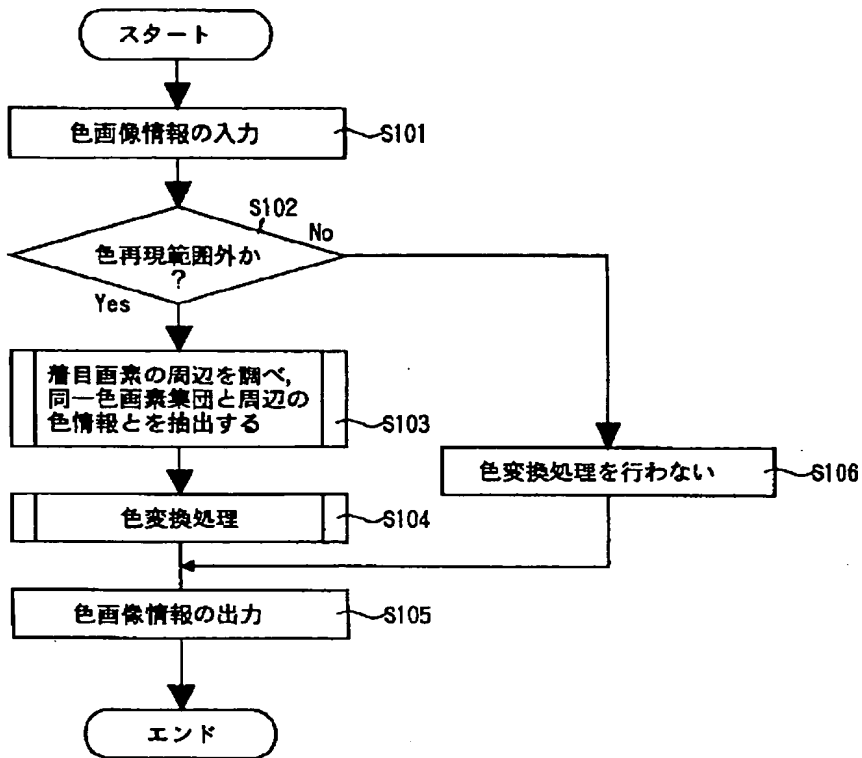 スタート
色画像情報の入力
S101
S102
色再現範囲外か
?
No
Yes
着目画素の周辺を調べ,
同一色画素集団と周辺の
色情報とを抽出する
S103
色変換処理を行わない
S106
色変換処理
S104
色画像情報の出力
S105
エンド